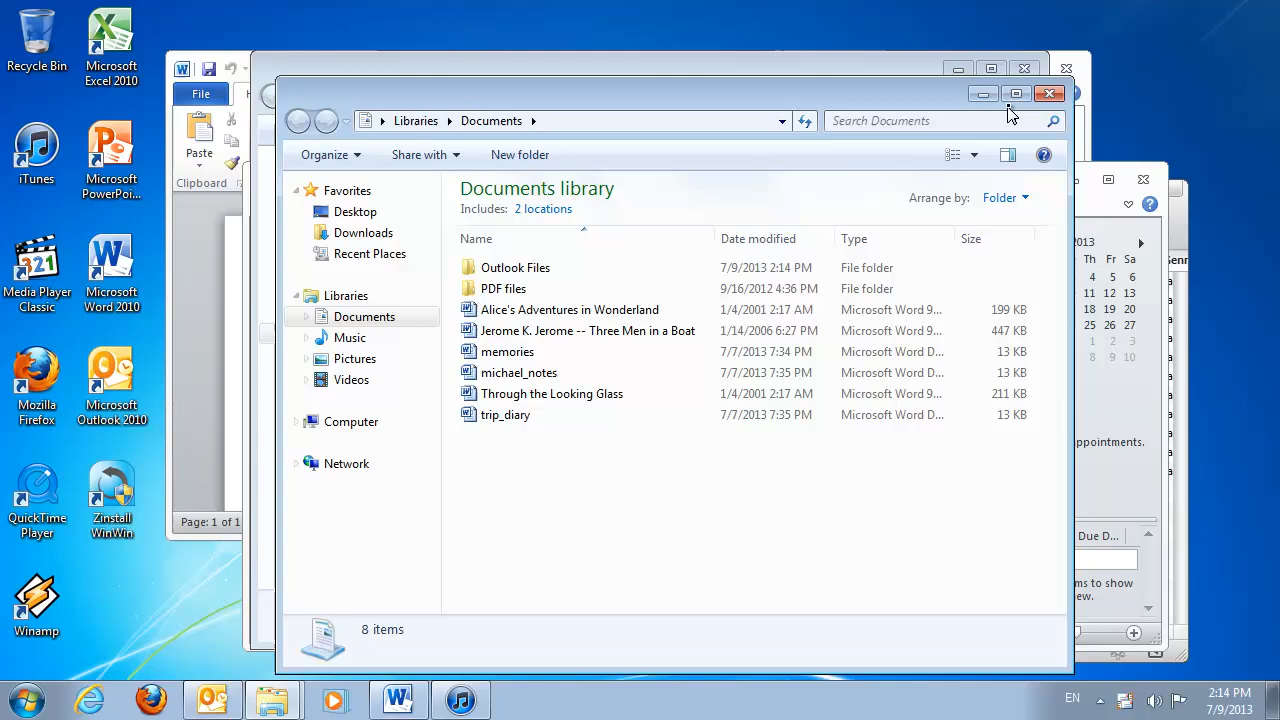 Recycle Bin
Microsoft
Excel 2010
iTunes
Microsoft
PowerPoi...
Media Player
Classic
Microsoft
Word 2010
Mozilla
Firefox
Microsoft
Outlook 2010
QuickTime
Player
Zinstall
WinWin
Winamp
File
Paste
Clipboard
Page: 1 of 1
Libraries
Documents
Search Documents
Organize
Share with
New folder
Favorites
Desktop
Downloads
Recent Places
Libraries
Documents
Music
Pictures
Videos
Computer
Network
Documents library
Includes: 2 locations
Arrange by: Folder
Name Date modified Type Size
Outlook Files 7/9/2013 2:14 PM File folder
PDF files 9/16/2012 4:36 PM File folder
Alice's Adventures in Wonderland 1/4/2001 2:17 AM Microsoft Word 9... 199 KB
Jerome K. Jerome -- Three Men in a Boat 1/14/2006 6:27 PM Microsoft Word 9... 447 KB
memories 7/7/2013 7:34 PM Microsoft Word D... 13 KB
michael_notes 7/7/2013 7:35 PM Microsoft Word D... 13 KB
Through the Looking Glass 1/4/2001 2:17 AM Microsoft Word 9... 211 KB
trip_diary 7/7/2013 7:35 PM Microsoft Word D... 13 KB
8 items
2013
Th Fr Sa
4 5 6
11 12 13
18 19 20
25 26 27
1 2 3
8 9 10
appointments.
Due D...
ms to show
ew.
Genr
EN
2:14 PM
7/9/2013